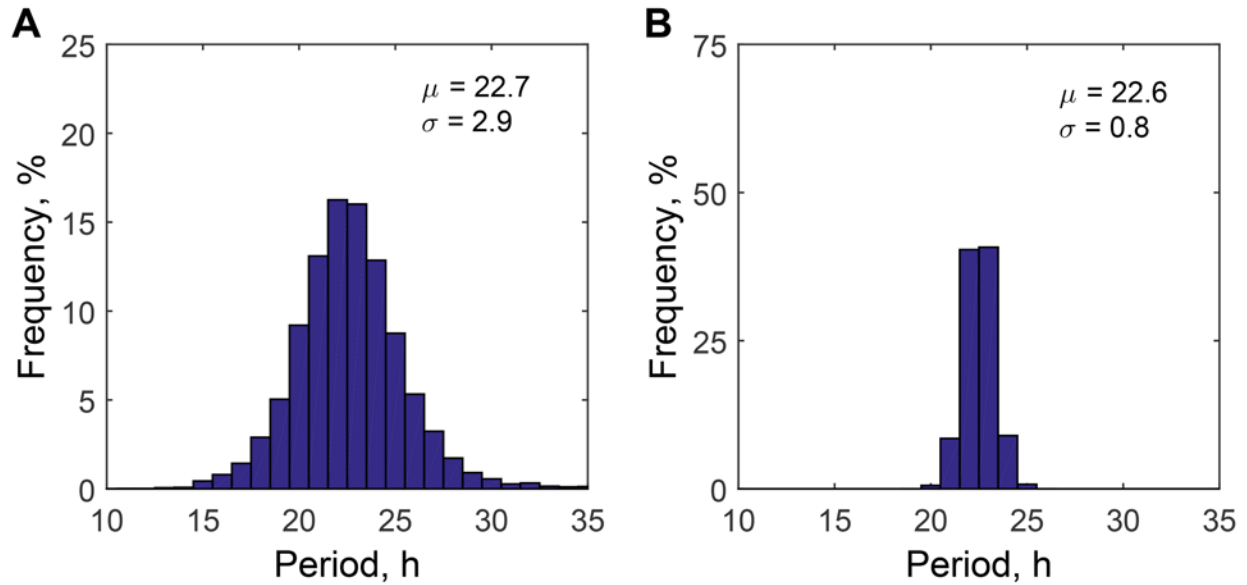 A
25
20
15
10
5
0
Frequency, %
μ = 22.7
σ = 2.9
10 15 20 25 30 35
Period, h
B
75
50
25
0
Frequency, %
μ = 22.6
σ = 0.8
10 15 20 25 30 35
Period, h